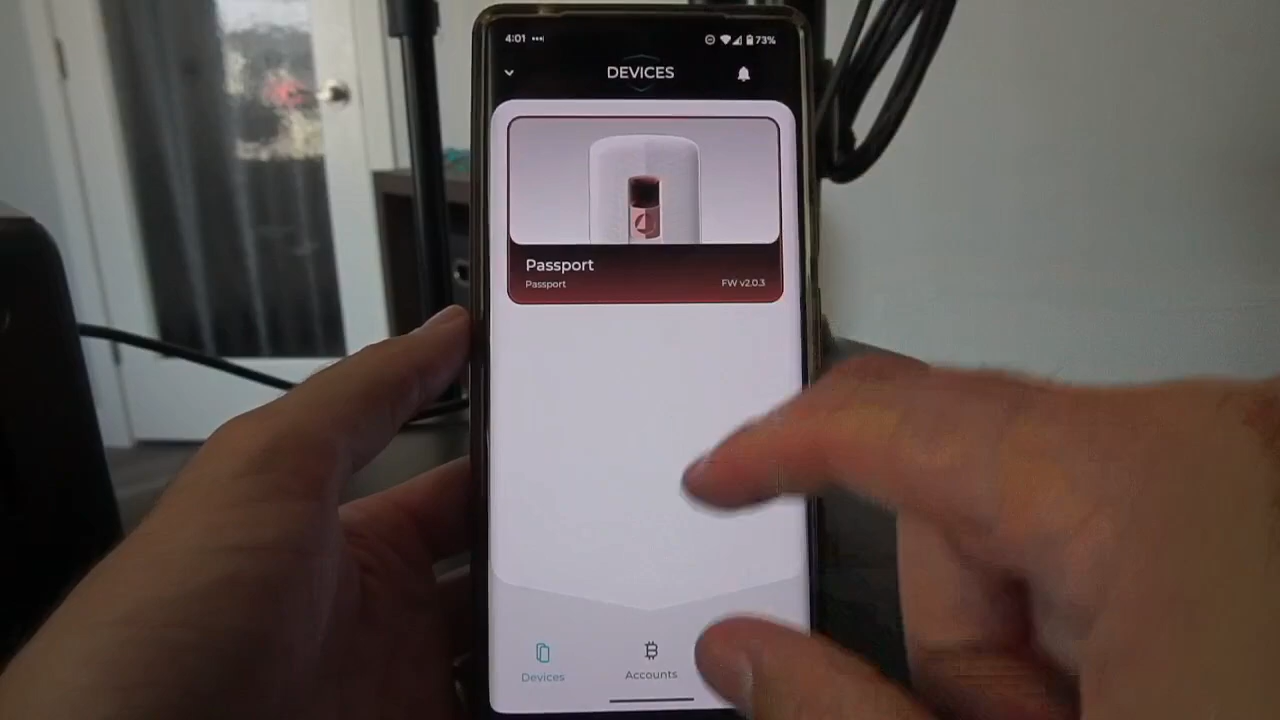 4:01 73%
DEVICES
Passport
Passport FW v2.0.3
Devices Accounts